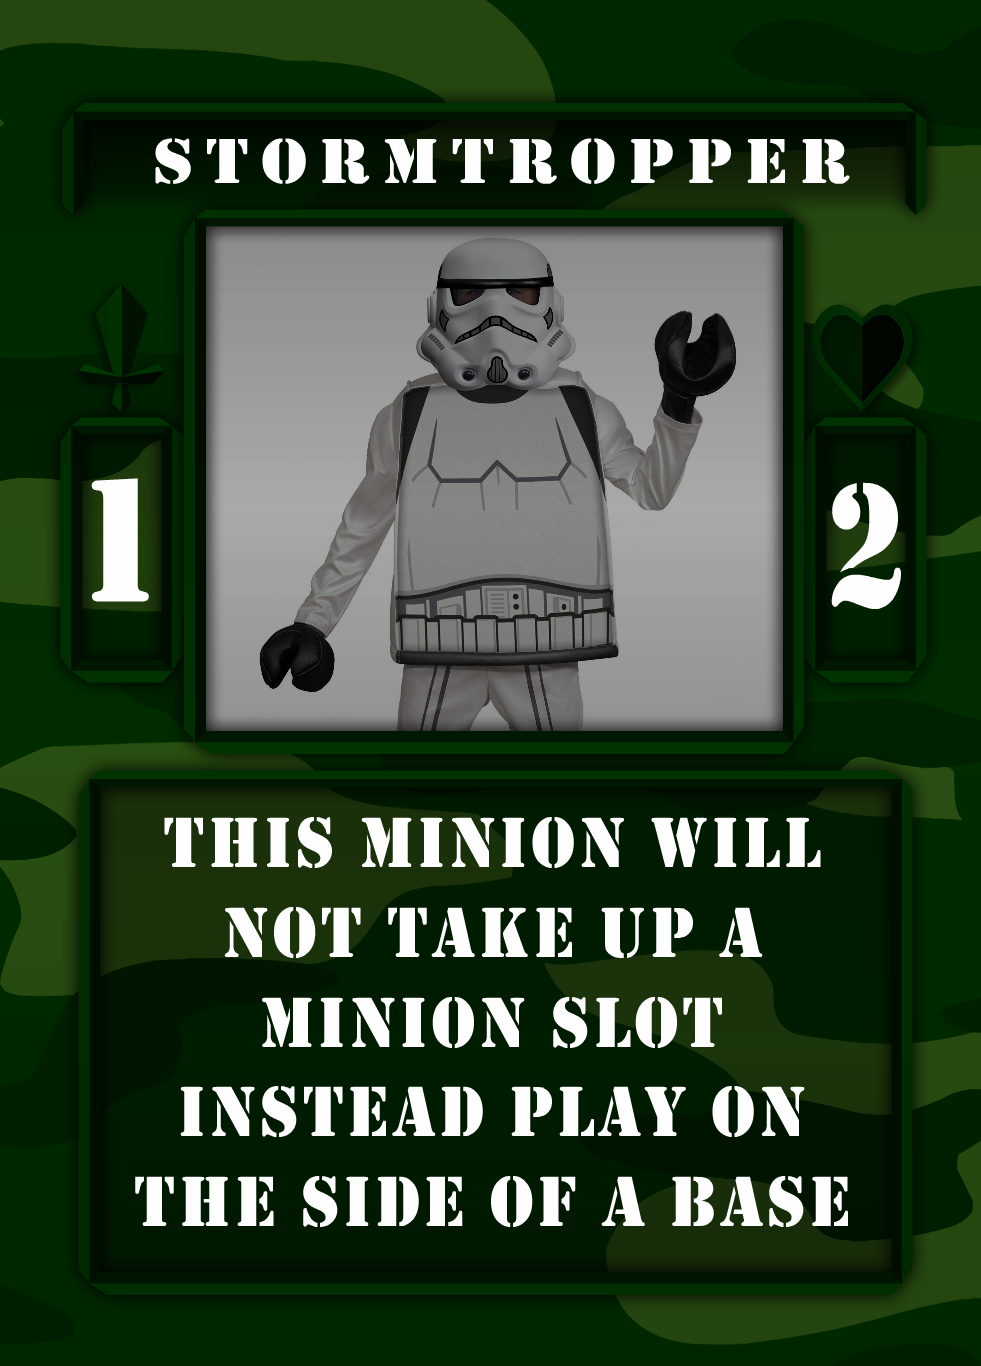 STORMTROPPER
1
2
THIS MINION WILL
NOT TAKE UP A
MINION SLOT
INSTEAD PLAY ON
THE SIDE OF A BASE